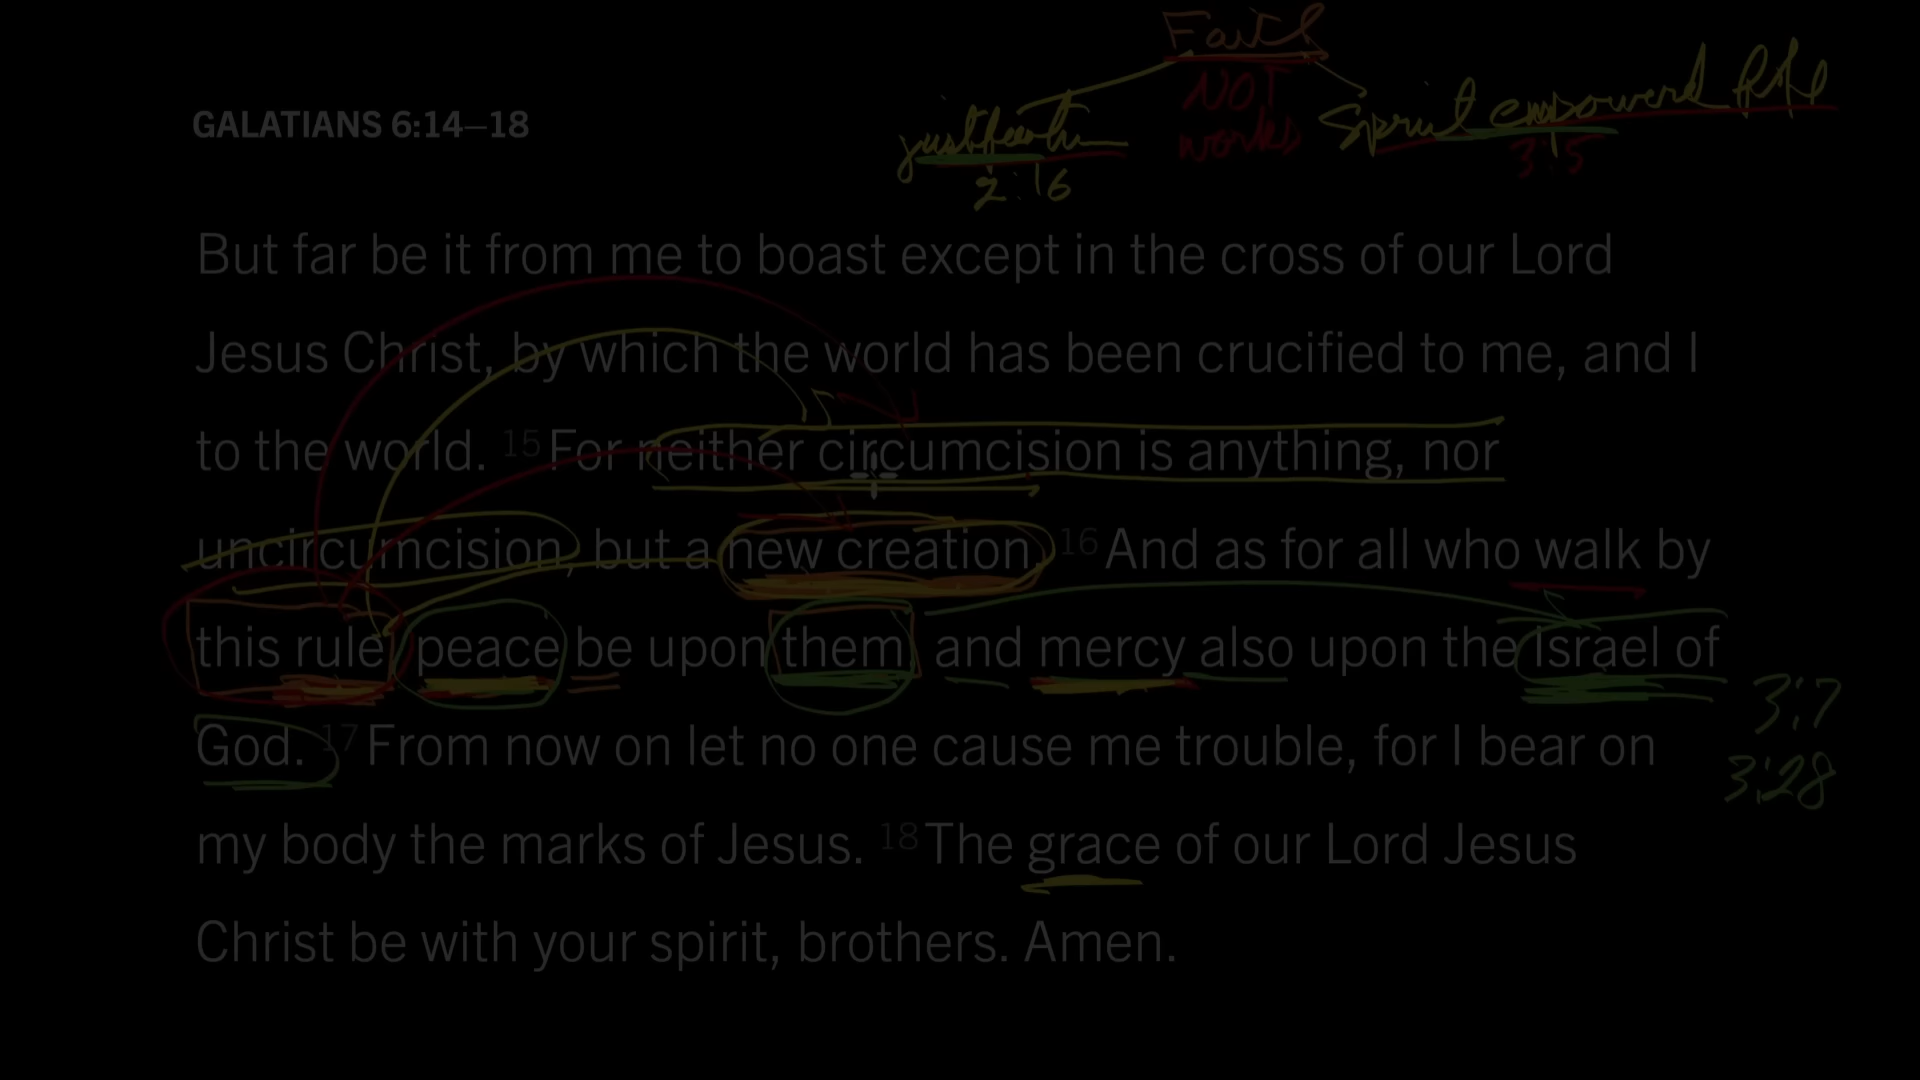 Faith
NOT
works
justification
2:16
Spirit empowered life
3:5
GALATIANS 6:14—18
But far be it from me to boast except in the cross of our Lord
Jesus Christ, by which the world has been crucified to me, and I
to the world. 15 For neither circumcision is anything, nor
uncircumcision, but a new creation. 16 And as for all who walk by
this rule, peace be upon them, and mercy also upon the Israel of
God. 17 From now on let no one cause me trouble, for I bear on
my body the marks of Jesus. 18 The grace of our Lord Jesus
Christ be with your spirit, brothers. Amen.
3:7
3:28